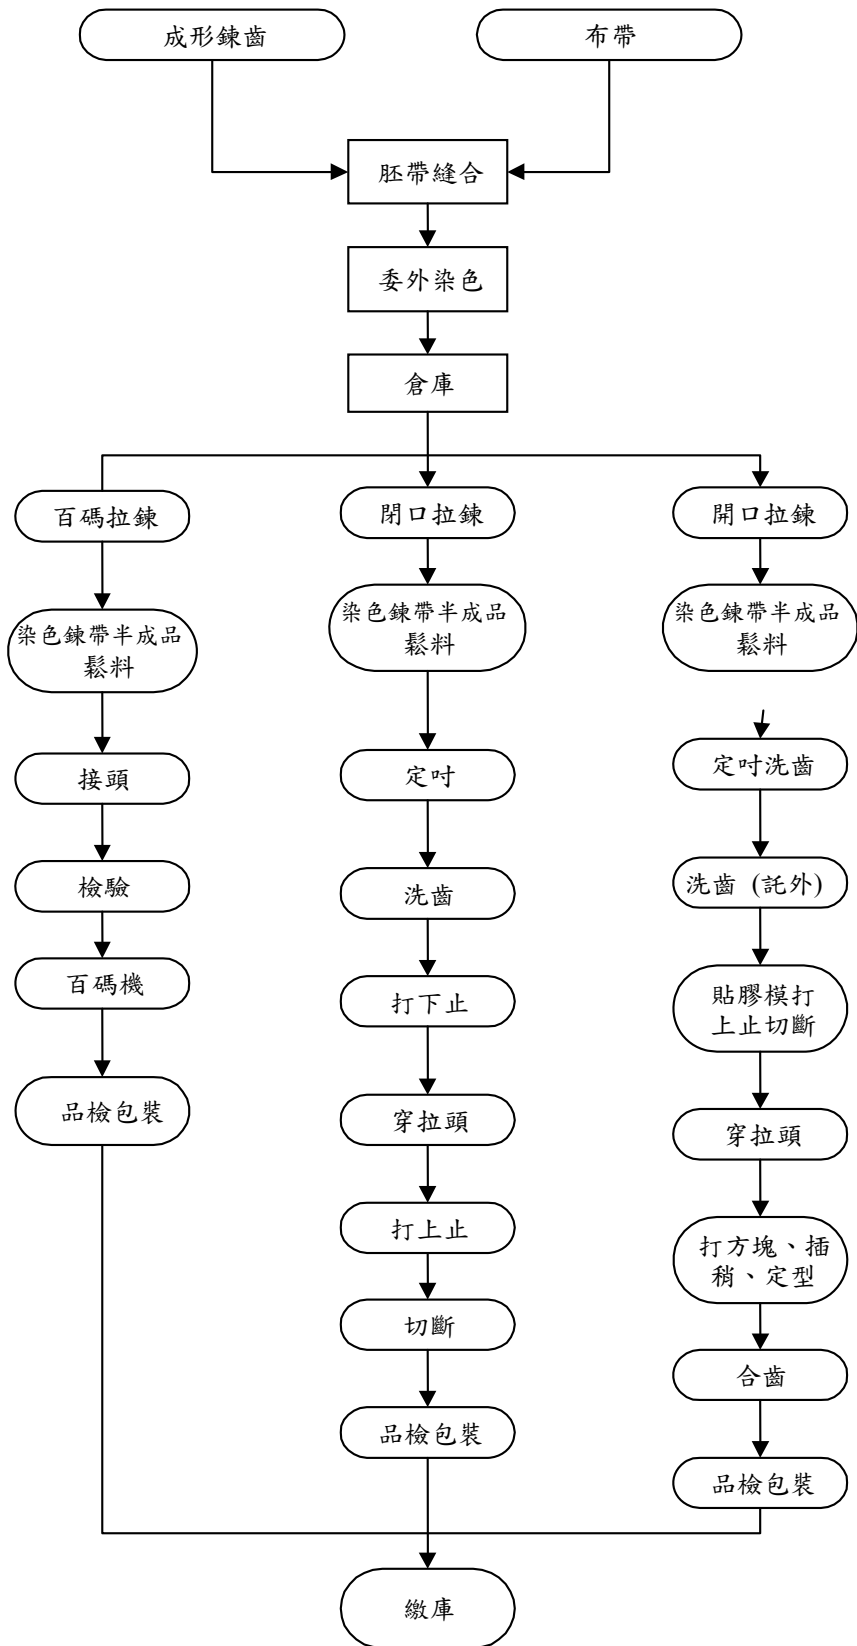 成形鍊齒
布帶
胚帶縫合
委外染色
倉庫
百碼拉鍊
染色鍊帶半成品
鬆料
接頭
檢驗
百碼機
品檢包裝
閉口拉鍊
染色鍊帶半成品
鬆料
定吋
洗齒
打下止
穿拉頭
打上止
切斷
品檢包裝
開口拉鍊
染色鍊帶半成品
鬆料
定吋洗齒
洗齒 (託外)
貼膠模打
上止切斷
穿拉頭
打方塊、插
稍、定型
合齒
品檢包裝
繳庫